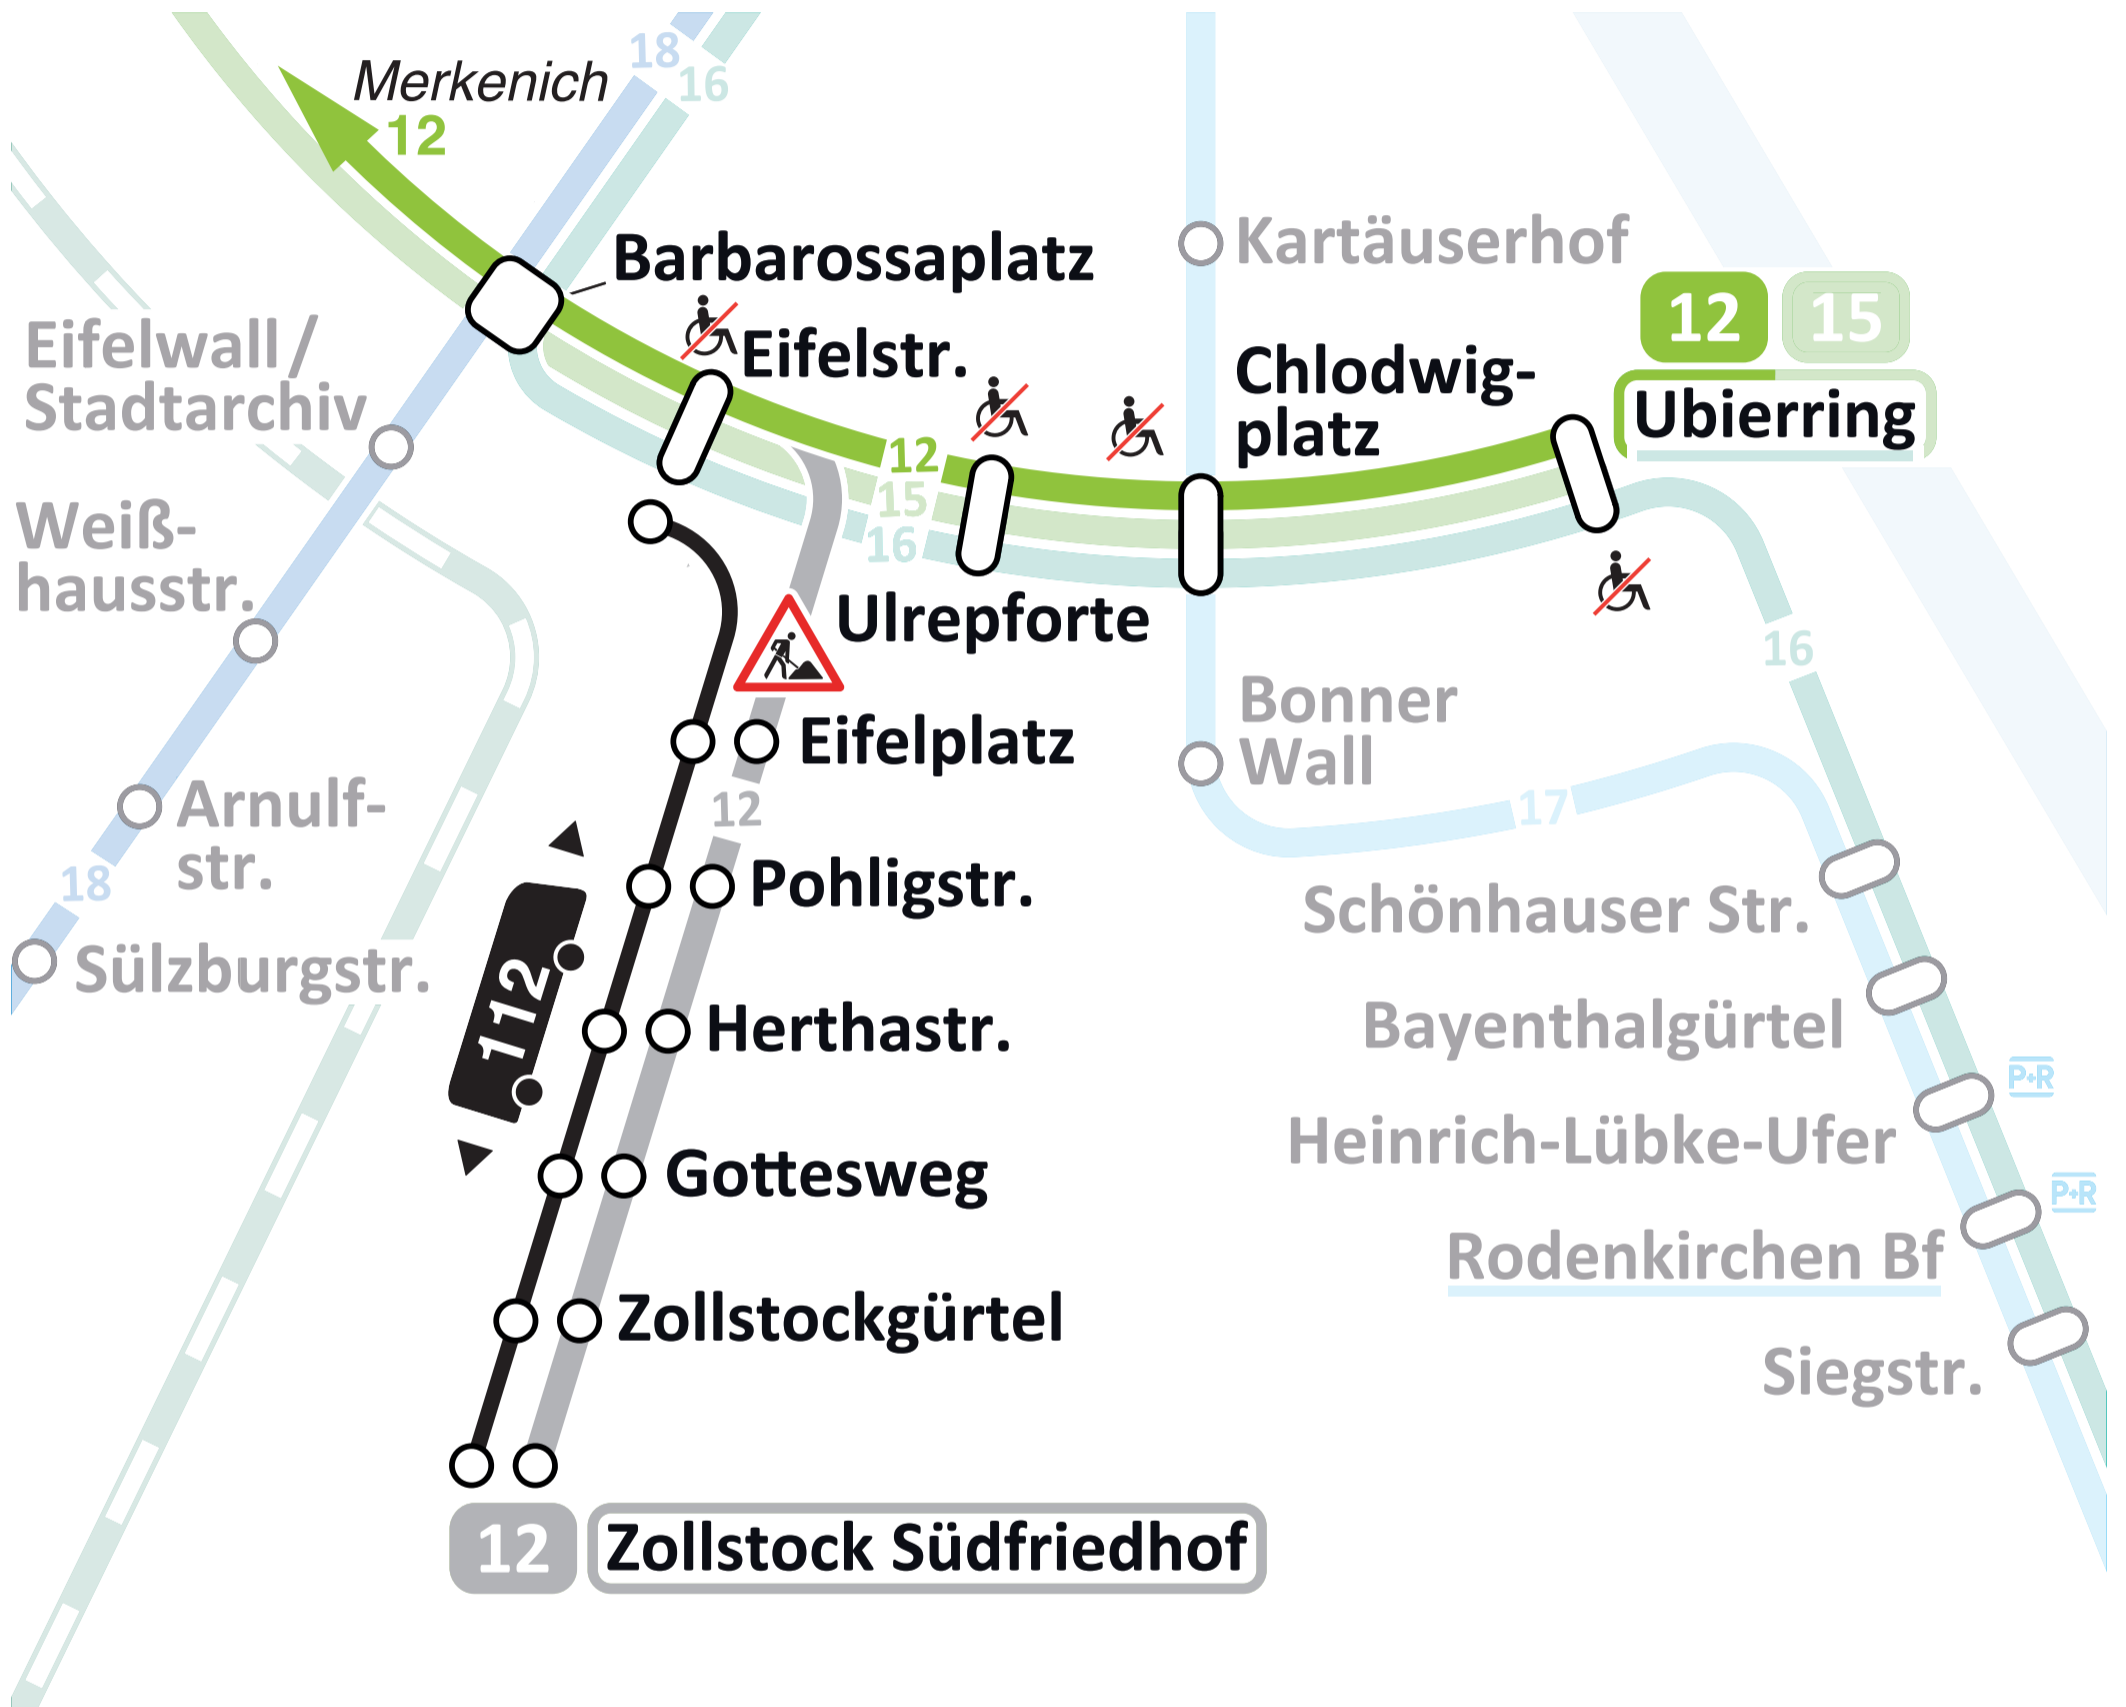 18
Merkenich
16
12
Barbarossaplatz
Kartäuserhof
12
15
Eifelwall /
Stadtarchiv
Eifelstr.
Chlodwig-
platz
Ubierring
12
15
16
Weiß-
hausstr.
Ulrepforte
16
Bonner
Wall
Eifelplatz
Arnulf-
str.
12
17
18
Pohligstr.
Schönhauser Str.
Sülzburgstr.
112
Herthastr.
Bayenthalgürtel
P+R
Heinrich-Lübke-Ufer
Gottesweg
P+R
Rodenkirchen Bf
Zollstockgürtel
Siegstr.
12
Zollstock Südfriedhof